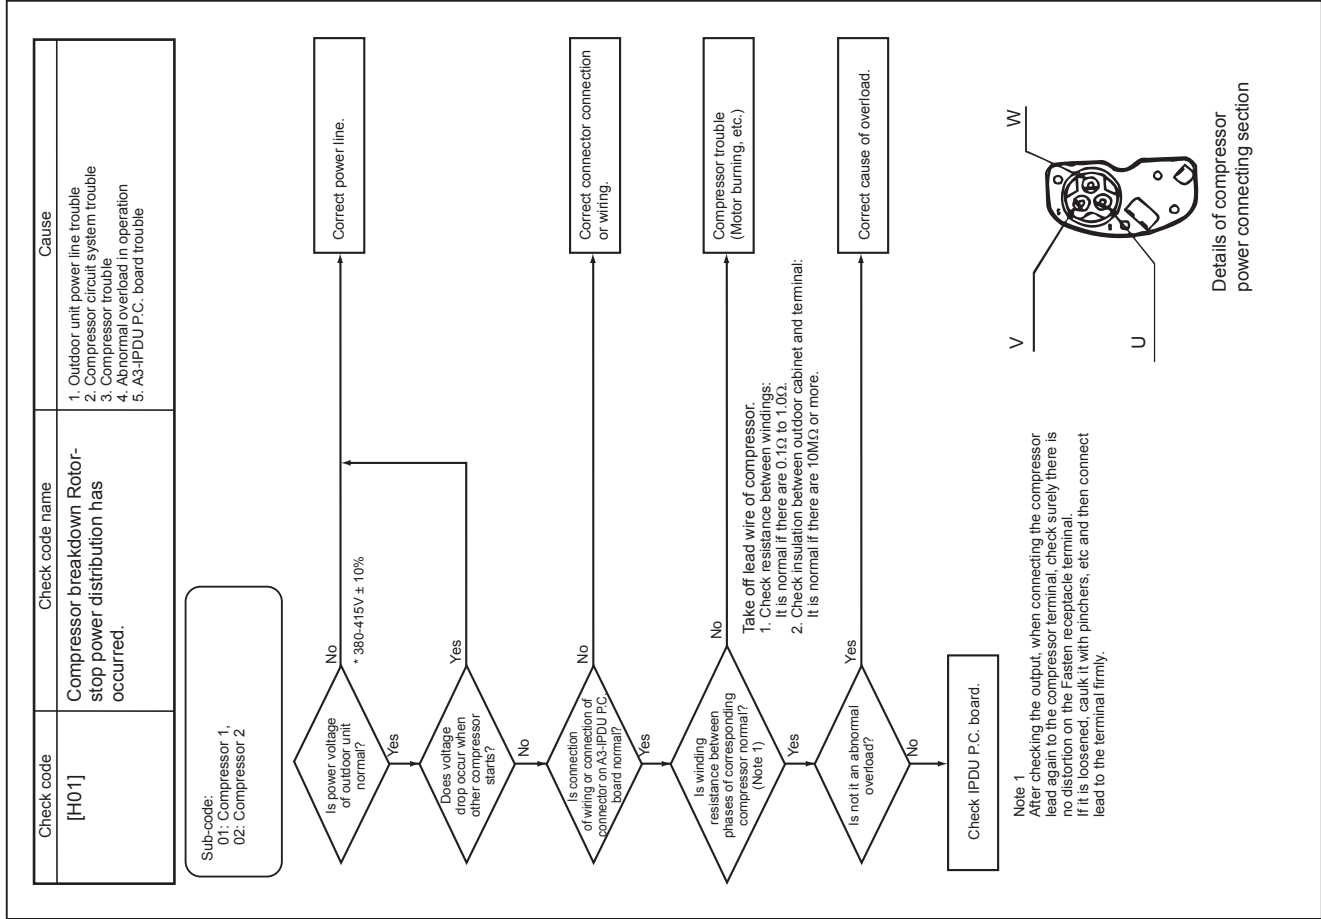 Check code
Check code name
Cause
[H01]
Compressor breakdown Rotor-
stop power distribution has
occurred.
1. Outdoor unit power line trouble
2. Compressor circuit system trouble
3. Compressor trouble
4. Abnormal overload in operation
5. A3-IPDU P.C. board trouble
Sub-code:
01: Compressor 1,
02: Compressor 2
Is power voltage
of outdoor unit
normal?
No
* 380-415V ± 10%
Correct power line.
Yes
Does voltage
drop occur when
other compressor
starts?
Yes
No
Is connection
of wiring or connection of
connector on A3-IPDU P.C.
board normal?
No
Correct connector connection
or wiring.
Yes
Is winding
resistance between
phases of corresponding
compressor normal?
(Note 1)
No
Compressor trouble
(Motor burning, etc.)
Take off lead wire of compressor.
1. Check resistance between windings:
It is normal if there are 0.1Ω to 1.0Ω.
2. Check insulation between outdoor cabinet and terminal:
It is normal if there are 10MΩ or more.
Yes
Is not it an abnormal
overload?
Yes
Correct cause of overload.
No
Check IPDU P.C. board.
Note 1
After checking the output, when connecting the compressor
lead again to the compressor terminal, check surely there is
no distortion on the Fasten receptacle terminal.
If it is loosened, caulk it with pinchers, etc and then connect
lead to the terminal firmly.
V
U
W
Details of compressor
power connecting section